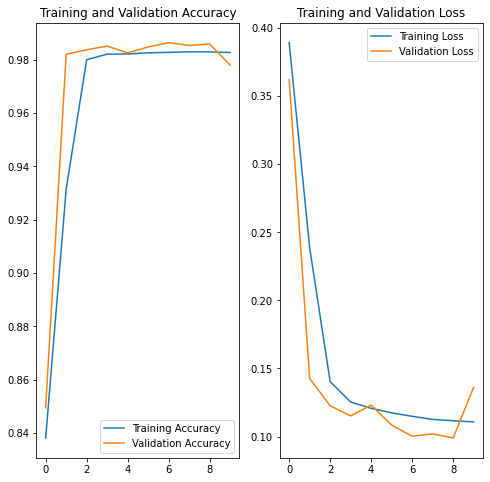 Training and Validation Accuracy
0.98
0.96
0.94
0.92
0.90
0.88
0.86
0.84
0 2 4 6 8
Training Accuracy
Validation Accuracy
Training and Validation Loss
0.40
0.35
0.30
0.25
0.20
0.15
0.10
0 2 4 6 8
Training Loss
Validation Loss